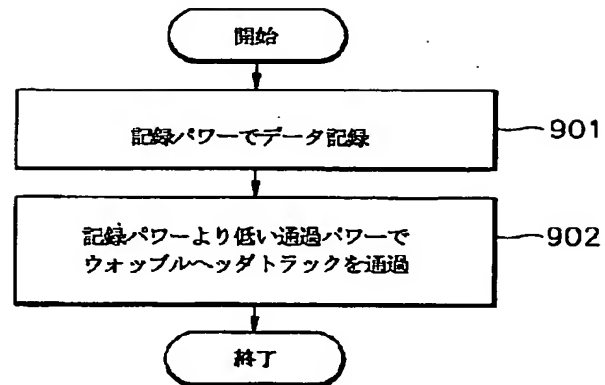 開始
記録パワーでデータ記録
901
記録パワーより低い通過パワーで
ウォッブルヘッダトラックを通過
902
終了